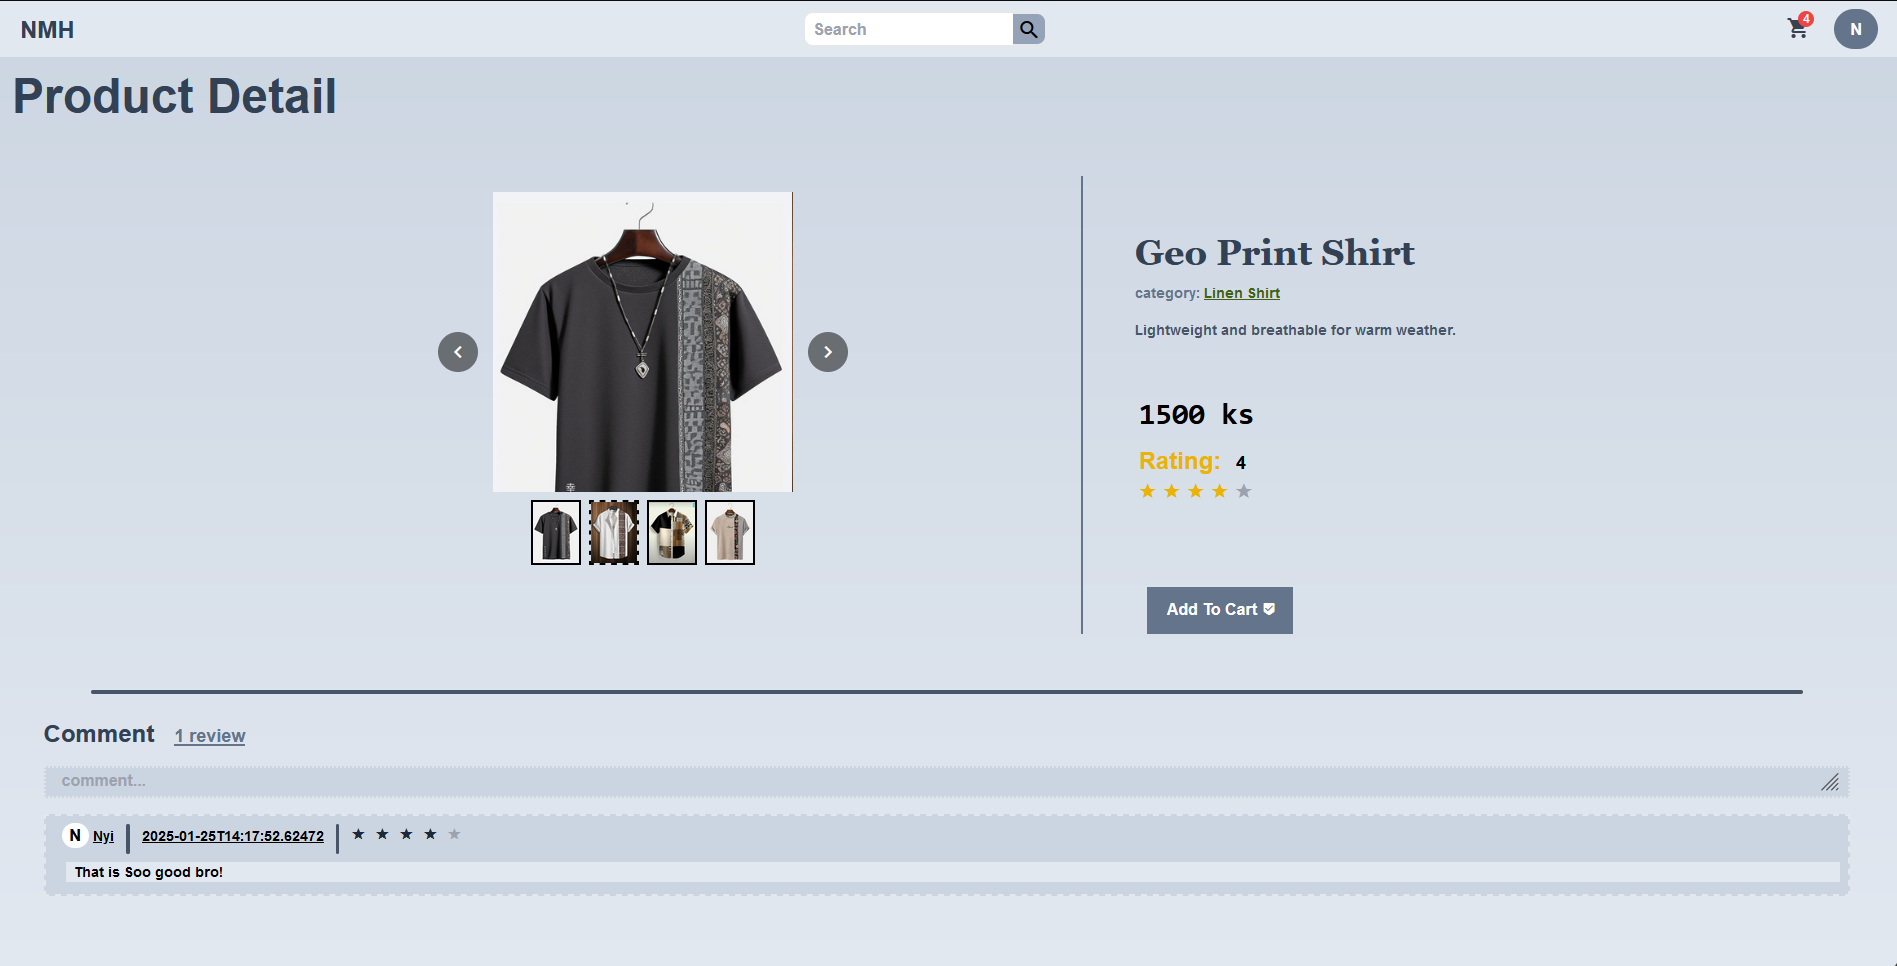 NMH
Search
4
N
Product Detail
Geo Print Shirt
category: Linen Shirt
Lightweight and breathable for warm weather.
1500 ks
Rating: 4
Add To Cart
Comment 1 review
comment...
N Nyi 2025-01-25T14:17:52.62472
That is Soo good bro!